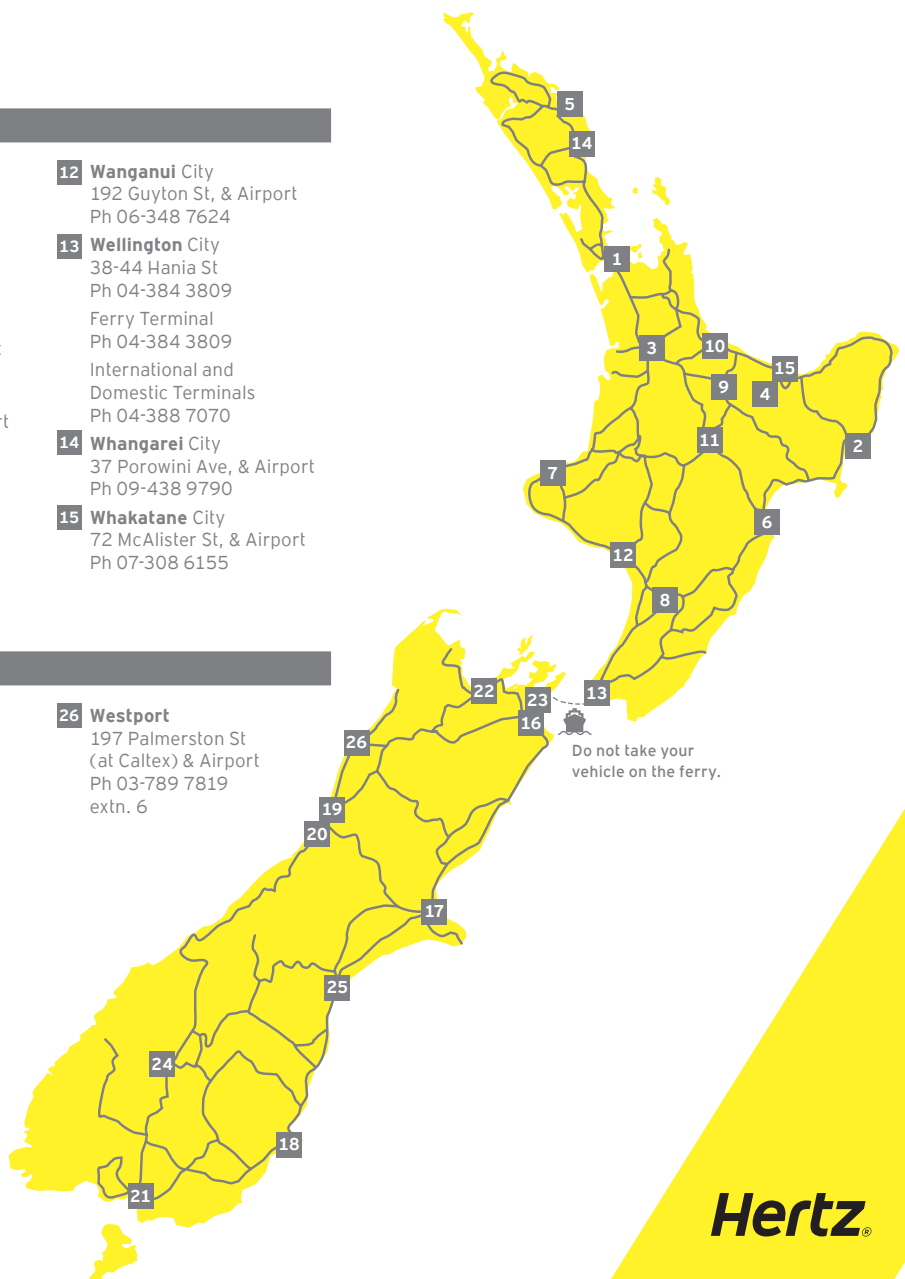 12 Wanganui City
192 Guyton St, & Airport
Ph 06-348 7624
13 Wellington City
38-44 Hania St
Ph 04-384 3809
Ferry Terminal
Ph 04-384 3809
International and
Domestic Terminals
Ph 04-388 7070
14 Whangarei City
37 Porowini Ave, & Airport
Ph 09-438 9790
15 Whakatane City
72 McAlister St, & Airport
Ph 07-308 6155
26 Westport
197 Palmerston St
(at Caltex) & Airport
Ph 03-789 7819
extn. 6
rt
5
14
1
3
10
15
9
4
11
2
7
6
12
8
13
22
23
16
Do not take your
vehicle on the ferry.
26
19
20
17
25
24
18
21
Hertz®